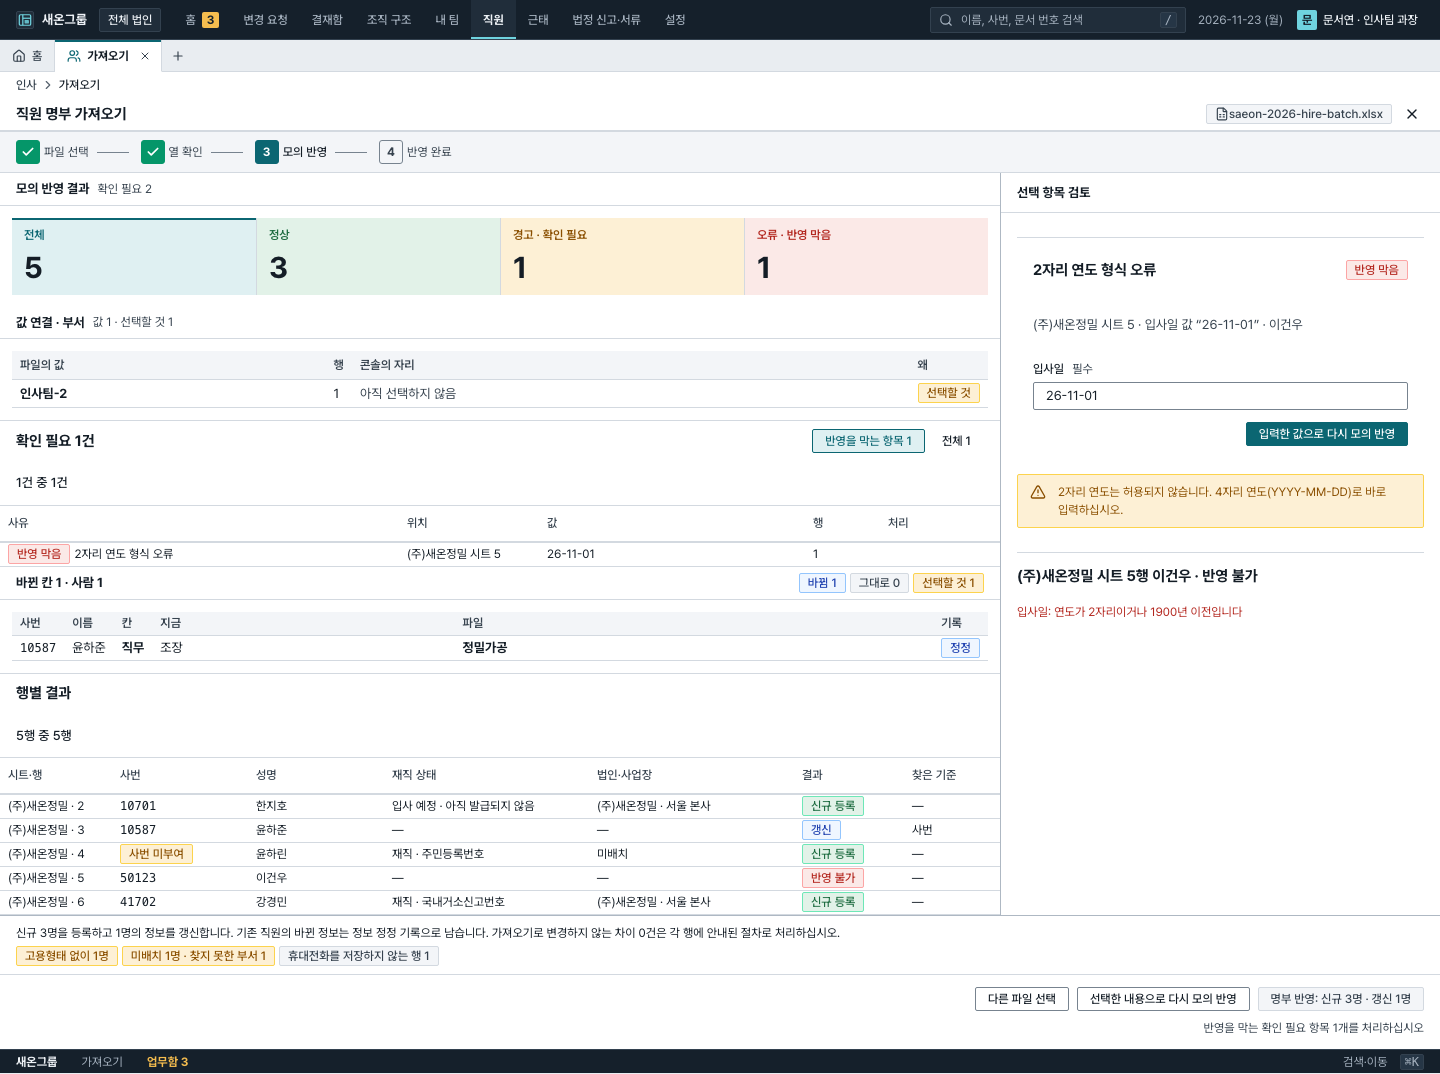 새온그룹 전체 법인 홈 3 변경 요청 결재함 조직 구조 내 팀 직원 근태 법정 신고·서류 설정 이름, 사번, 문서 번호 검색 / 2026-11-23 (월) 문 문서연 · 인사팀 과장
홈 가져오기
인사 > 가져오기
직원 명부 가져오기 saeon-2026-hire-batch.xlsx
파일 선택 열 확인 3 모의 반영 4 반영 완료
모의 반영 결과 확인 필요 2
전체 정상 경고 · 확인 필요 오류 · 반영 막음
5 3 1 1
값 연결 · 부서 값 1 · 선택할 것 1
파일의 값 행 콘솔의 자리 왜
인사팀-2 1 아직 선택하지 않음 선택할 것
확인 필요 1건 반영을 막는 항목 1 전체 1
1건 중 1건
사유 위치 값 행 처리
반영 막음 2자리 연도 형식 오류 (주)새온정밀 시트 5 26-11-01 1
바뀐 칸 1 · 사람 1 바뀜 1 그대로 0 선택할 것 1
사번 이름 칸 지금 파일 기록
10587 윤하준 직무 조장 정밀가공 정정
행별 결과
5행 중 5행
시트·행 사번 성명 재직 상태 법인·사업장 결과 찾은 기준
(주)새온정밀 · 2 10701 한지호 입사 예정 · 아직 발급되지 않음 (주)새온정밀 · 서울 본사 신규 등록 —
(주)새온정밀 · 3 10587 윤하준 — — 갱신 사번
(주)새온정밀 · 4 사번 미부여 윤하린 재직 · 주민등록번호 미배치 신규 등록 —
(주)새온정밀 · 5 50123 이건우 — — 반영 불가 —
(주)새온정밀 · 6 41702 강경민 재직 · 국내거소신고번호 (주)새온정밀 · 서울 본사 신규 등록 —
선택 항목 검토
2자리 연도 형식 오류 반영 막음
(주)새온정밀 시트 5 · 입사일 값 “26-11-01” · 이건우
입사일 필수
26-11-01
입력한 값으로 다시 모의 반영
2자리 연도는 허용되지 않습니다. 4자리 연도(YYYY-MM-DD)로 바로
입력하십시오.
(주)새온정밀 시트 5행 이건우 · 반영 불가
입사일: 연도가 2자리이거나 1900년 이전입니다
신규 3명을 등록하고 1명의 정보를 갱신합니다. 기존 직원의 바뀐 정보는 정보 정정 기록으로 남습니다. 가져오기로 변경하지 않는 차이 0건은 각 행에 안내된 절차로 처리하십시오.
고용형태 없이 1명 미배치 1명 · 찾지 못한 부서 1 휴대전화를 저장하지 않는 행 1
다른 파일 선택 선택한 내용으로 다시 모의 반영 명부 반영: 신규 3명 · 갱신 1명
반영을 막는 확인 필요 항목 1개를 처리하십시오
새온그룹 가져오기 업무함 3 검색·이동 ⌘K